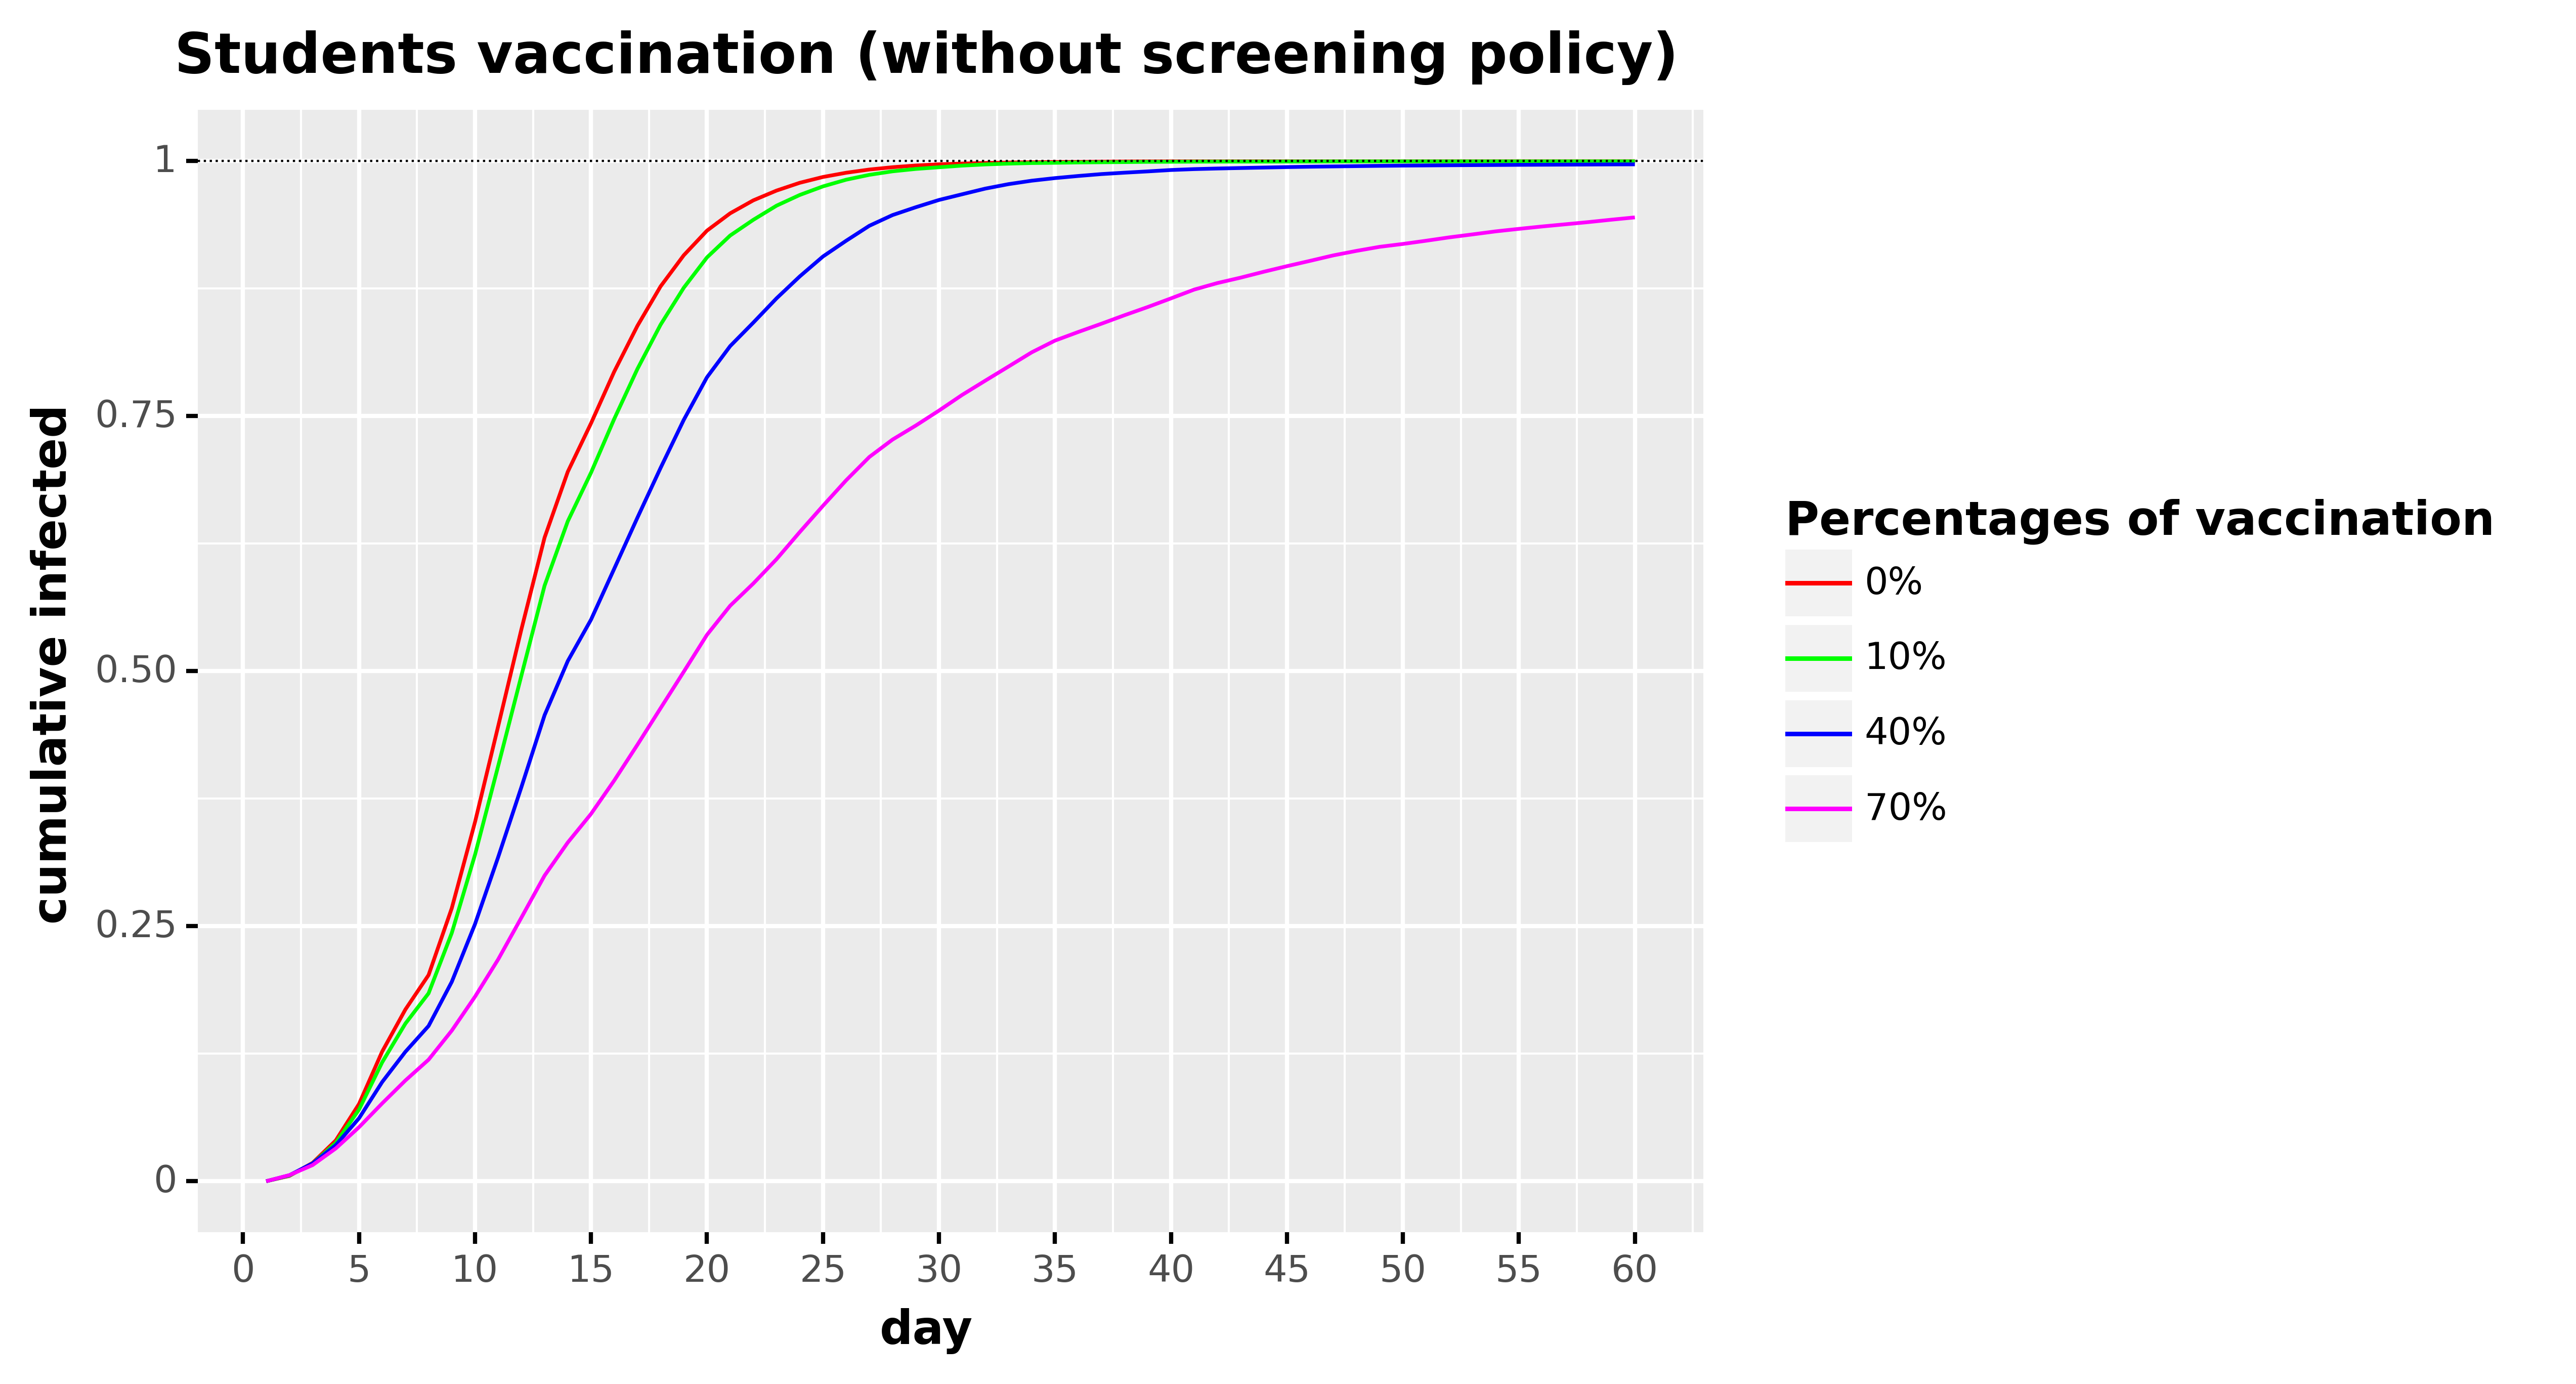 Students vaccination (without screening policy)
cumulative infected
1
0.75
0.50
0.25
0
0 5 10 15 20 25 30 35 40 45 50 55 60
day
Percentages of vaccination
0%
10%
40%
70%